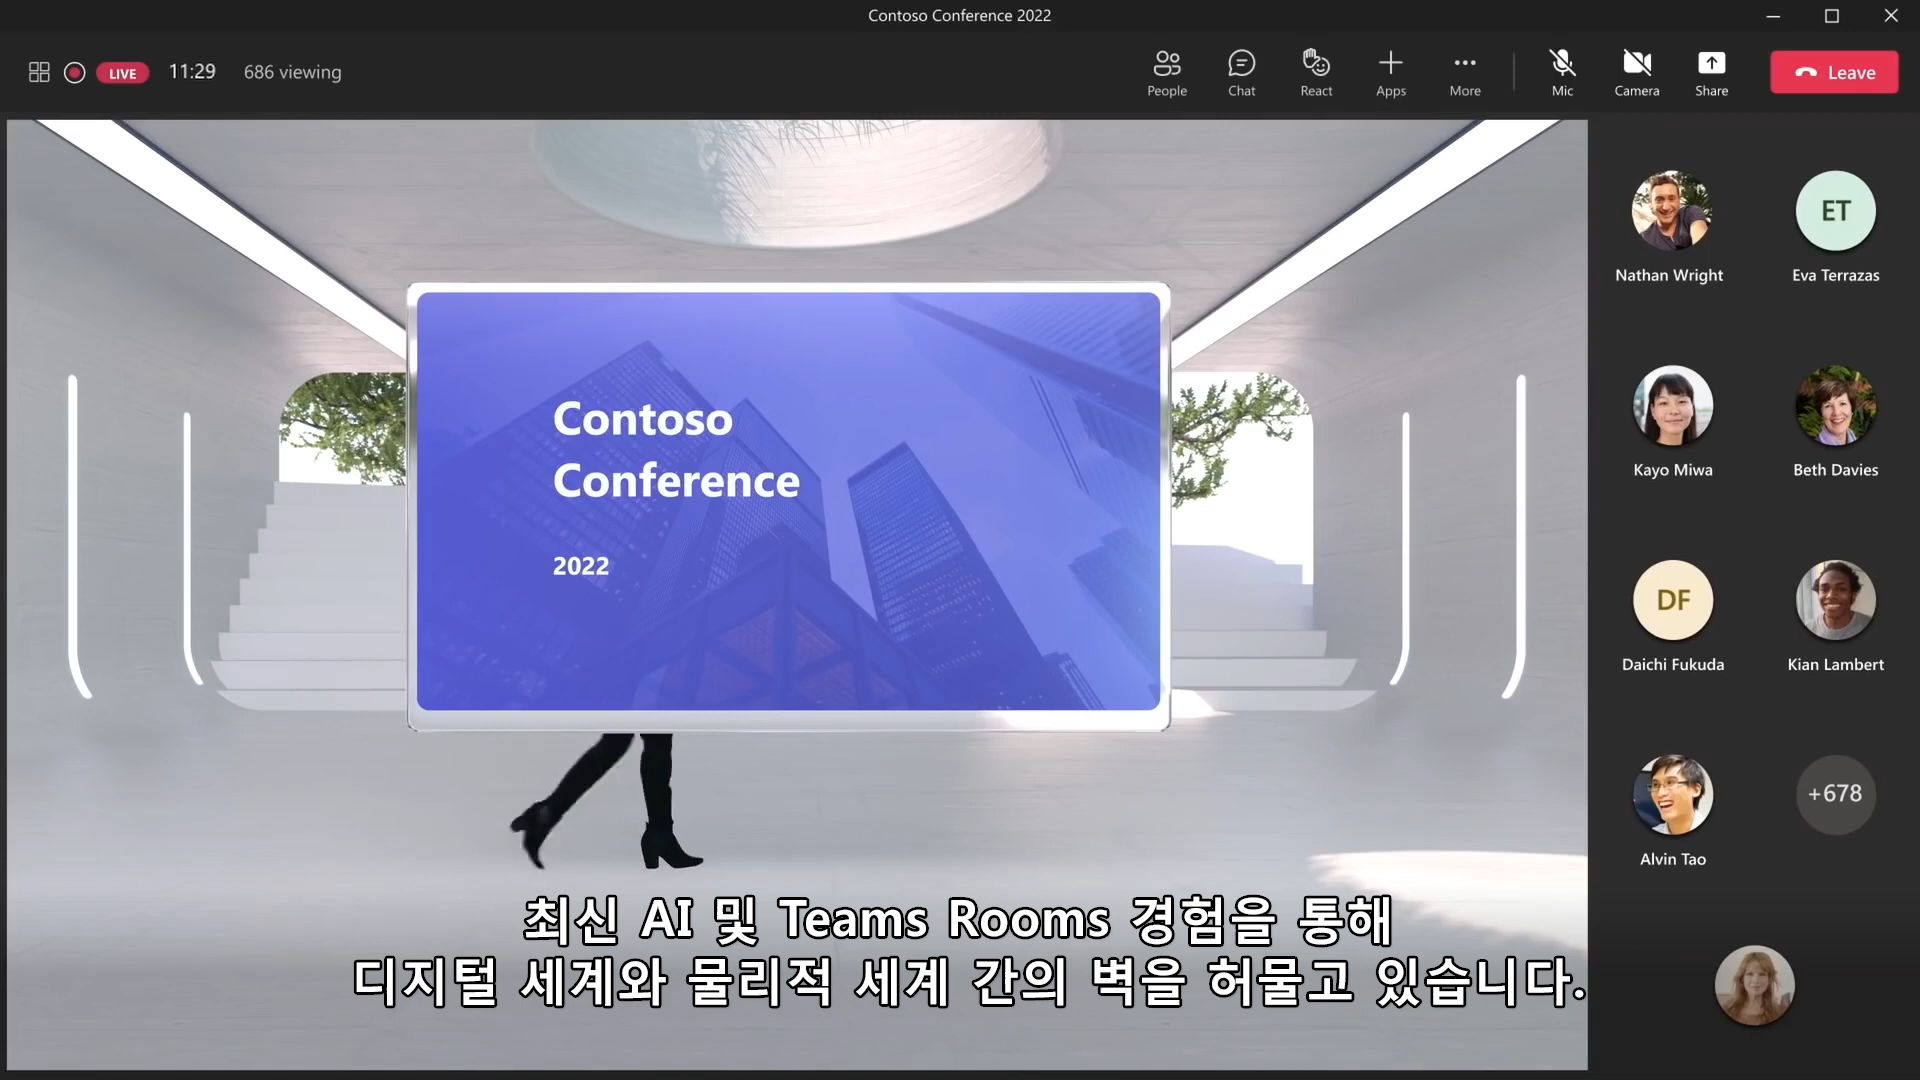 Contoso Conference 2022
LIVE
11:29
686 viewing
People
Chat
React
Apps
More
Mic
Camera
Share
Leave
Contoso
Conference
2022
Nathan Wright
ET
Eva Terrazas
Kayo Miwa
Beth Davies
DF
Daichi Fukuda
Kian Lambert
Alvin Tao
+678
최신 AI 및 Teams Rooms 경험을 통해
디지털 세계와 물리적 세계 간의 벽을 허물고 있습니다.